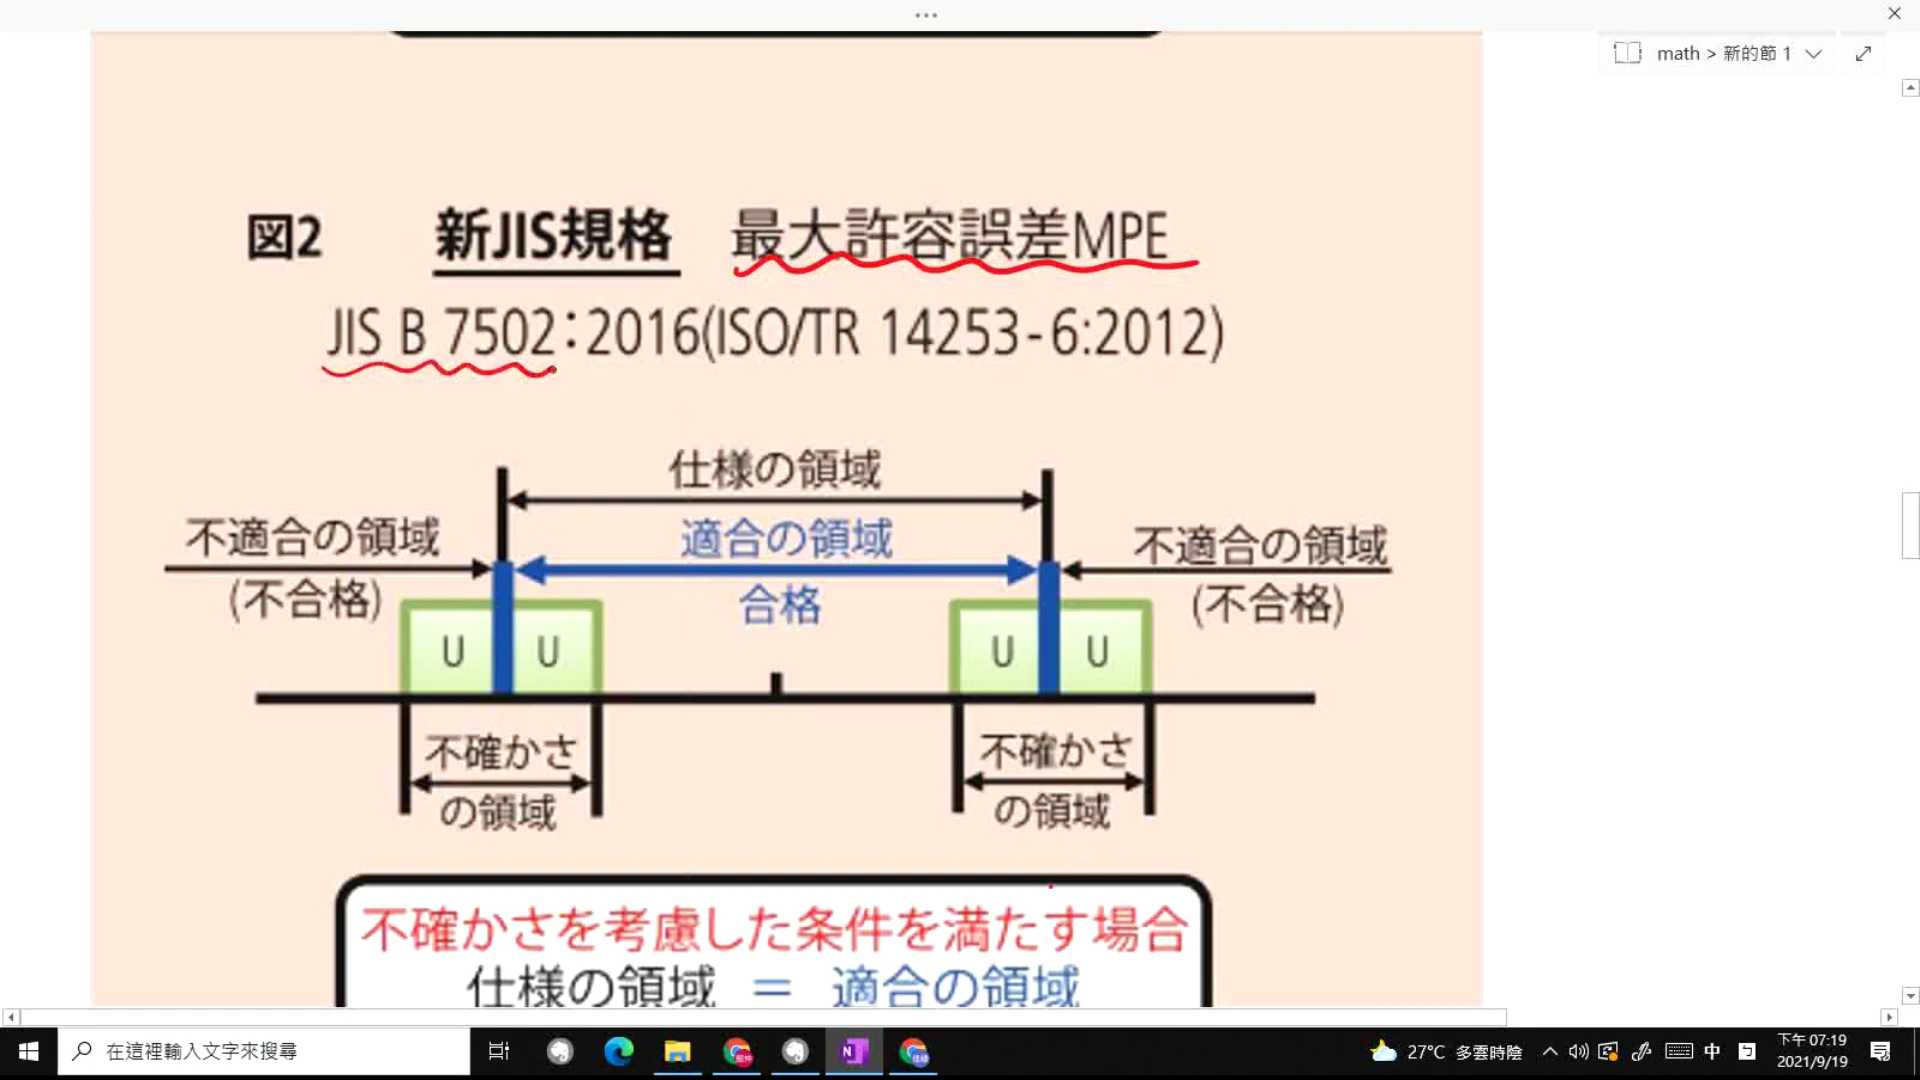 math > 新的節 1
図2 新JIS規格 最大許容誤差MPE
JIS B 7502:2016(ISO/TR 14253-6:2012)
仕様の領域
不適合の領域
適合の領域
不適合の領域
(不合格)
合格
(不合格)
U U
U U
不確かさ
の領域
不確かさ
の領域
不確かさを考慮した条件を満たす場合
仕様の領域 = 適合の領域
在這裡輸入文字來搜尋
27°C 多雲時陰
中
下午 07:19
2021/9/19